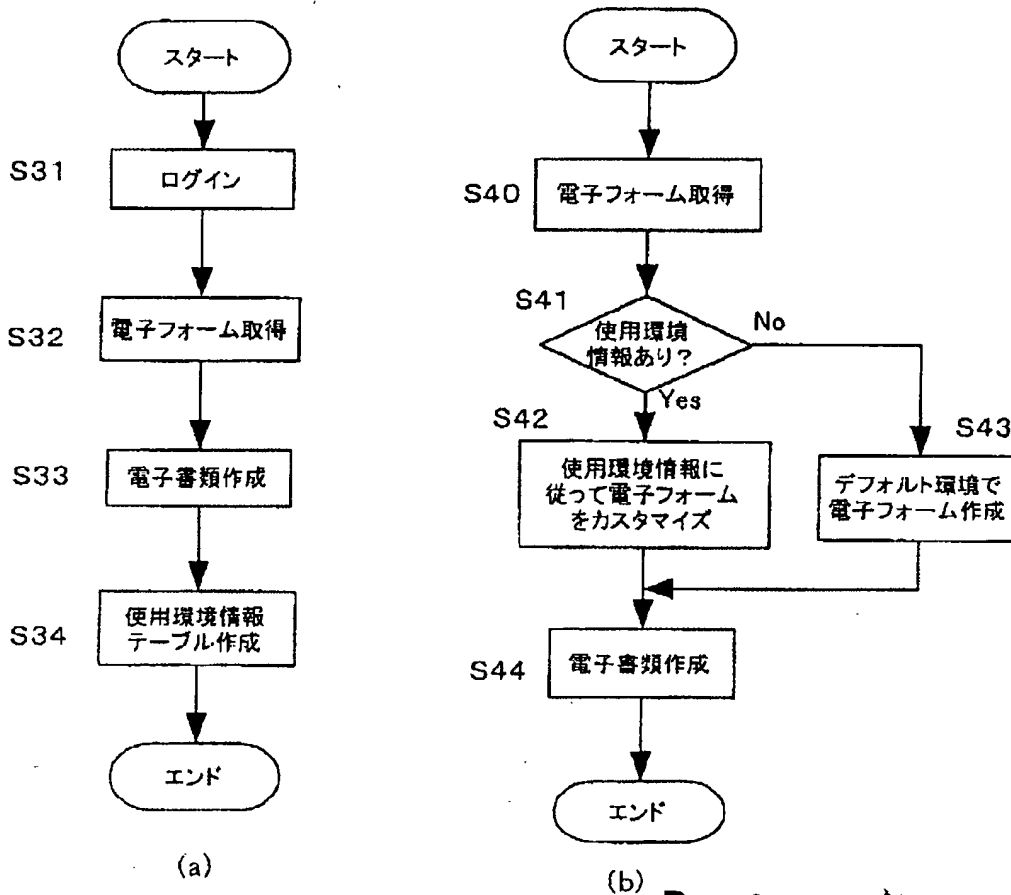 スタート
S31
ログイン
S32
電子フォーム取得
S33
電子書類作成
S34
使用環境情報
テーブル作成
エンド
(a)
スタート
S40
電子フォーム取得
S41
使用環境
情報あり?
No
Yes
S42
使用環境情報に
従って電子フォーム
をカスタマイズ
S43
デフォルト環境で
電子フォーム作成
S44
電子書類作成
エンド
(b)